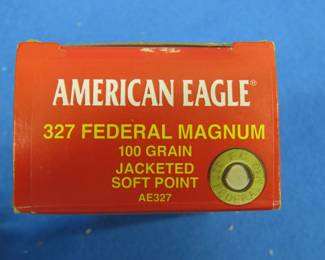 AMERICAN EAGLE®
327 FEDERAL MAGNUM
100 GRAIN
JACKETED
SOFT POINT
AE327